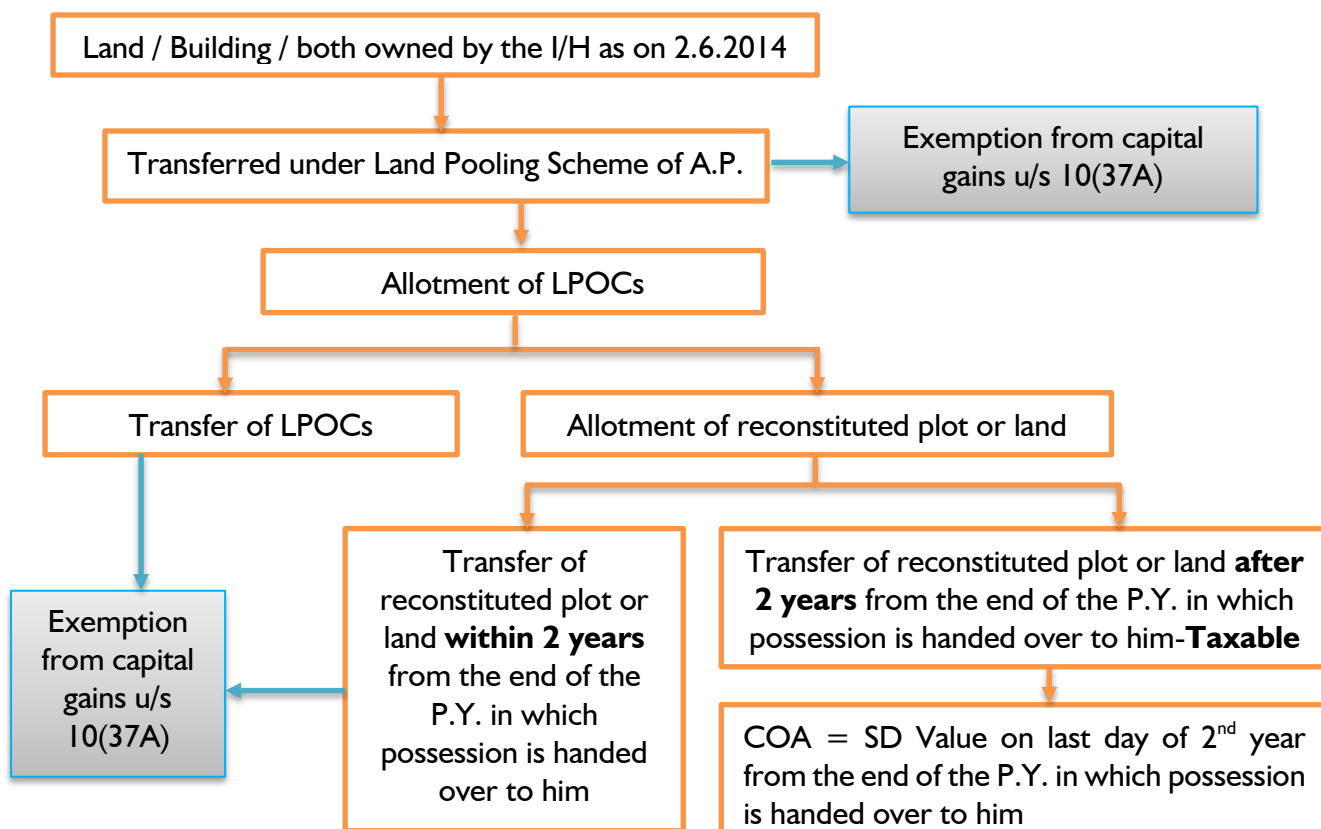 Land / Building / both owned by the I/H as on 2.6.2014
Transferred under Land Pooling Scheme of A.P.
Exemption from capital
gains u/s 10(37A)
Allotment of LPOCs
Transfer of LPOCs
Allotment of reconstituted plot or land
Exemption
from capital
gains u/s
10(37A)
Transfer of
reconstituted plot or
land within 2 years
from the end of the
P.Y. in which
possession is handed
over to him
Transfer of reconstituted plot or land after
2 years from the end of the P.Y. in which
possession is handed over to him-Taxable
COA = SD Value on last day of 2nd year
from the end of the P.Y. in which possession
is handed over to him